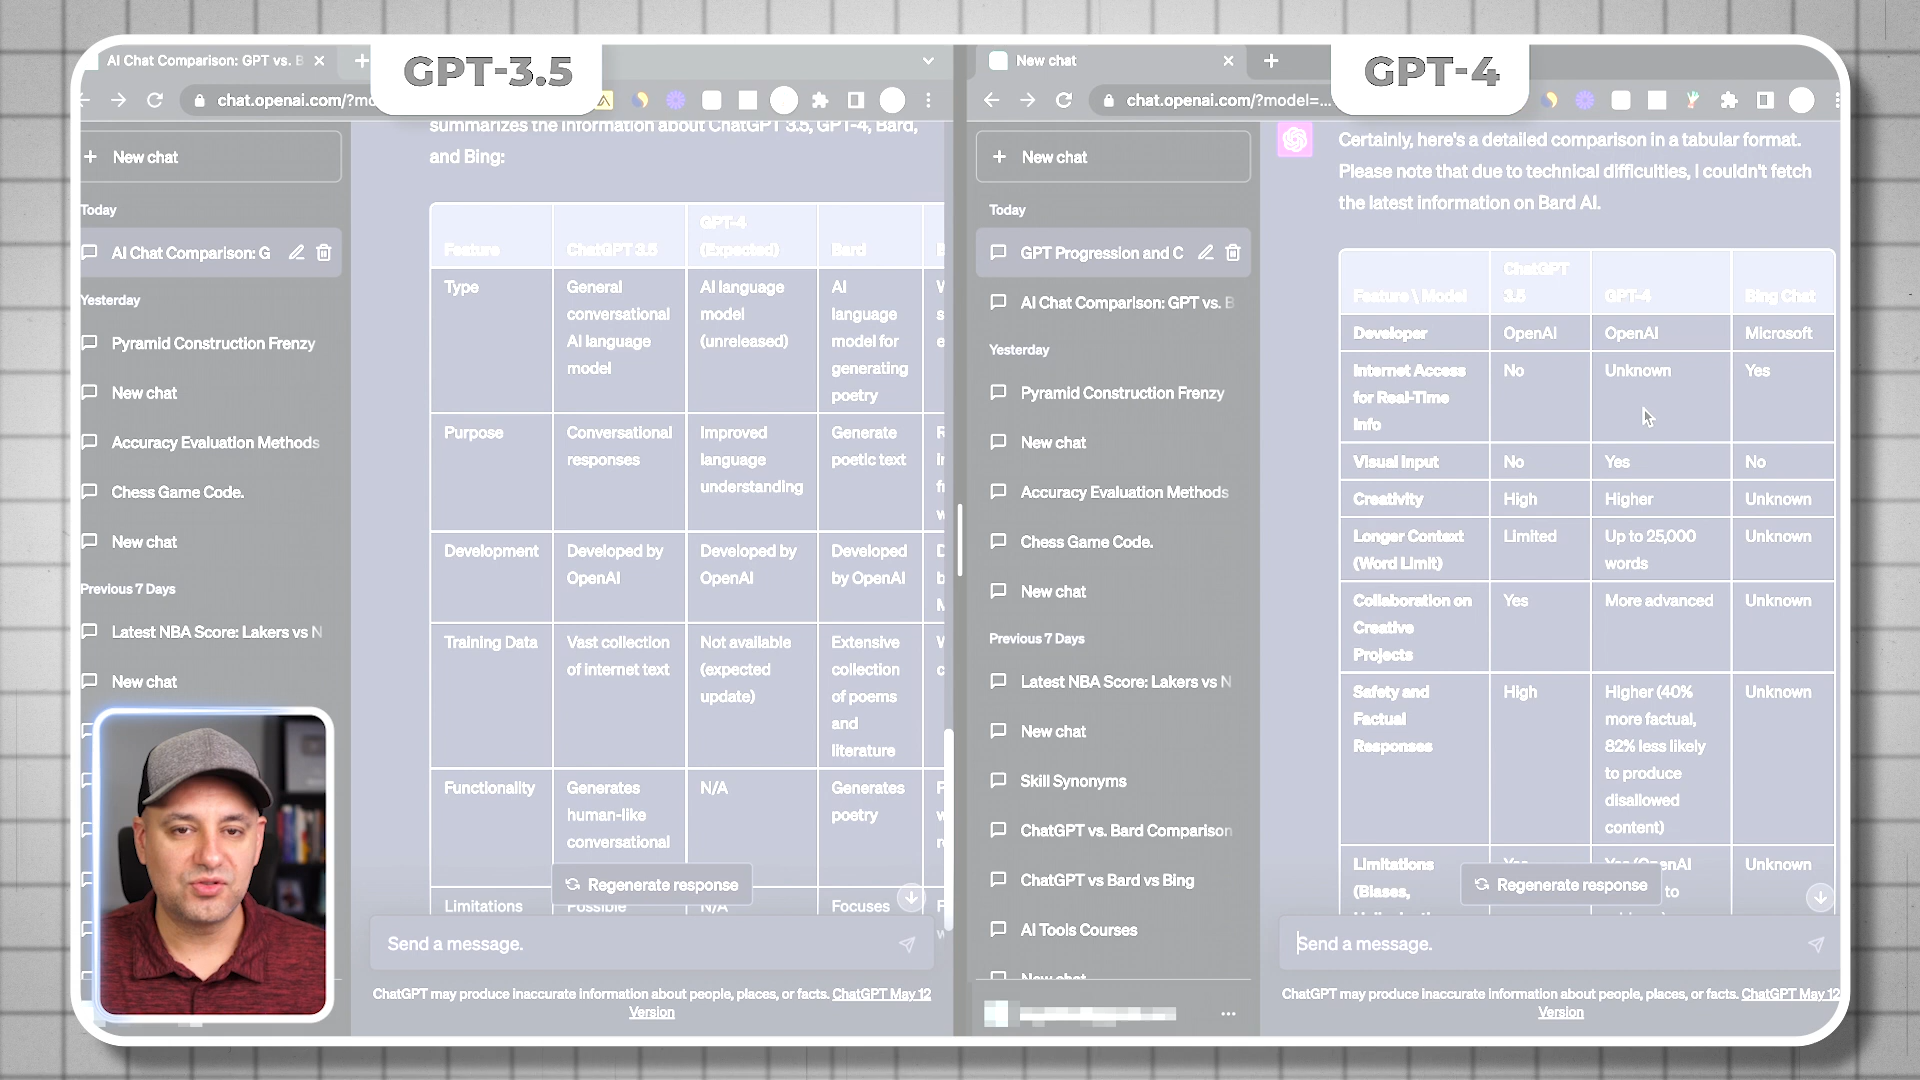 AI Chat Comparison: GPT vs. B
GPT-3.5
chat.openai.com/?mo
New chat
Today
AI Chat Comparison: G
Yesterday
Pyramid Construction Frenzy
New chat
Accuracy Evaluation Methods
Chess Game Code.
New chat
Previous 7 Days
Latest NBA Score: Lakers vs N
New chat
summarizes the information about ChatGPT 3.5, GPT-4, Bard,
and Bing:
Feature
ChatGPT 3.5
GPT-4
(Expected)
Bard
Type
General
conversational
AI language
model
AI language
model
(unreleased)
AI
language
model for
generating
poetry
Purpose
Conversational
responses
Improved
language
understanding
Generate
poetic text
Development
Developed by
OpenAI
Developed by
OpenAI
Developed
by OpenAI
Training Data
Vast collection
of internet text
Not available
(expected
update)
Extensive
collection
of poems
and
literature
Functionality
Generates
human-like
conversational
N/A
Generates
poetry
Limitations
Possible
N/A
Focuses
Regenerate response
Send a message.
ChatGPT may produce inaccurate information about people, places, or facts. ChatGPT May 12
Version
New chat
GPT-4
chat.openai.com/?model=...
New chat
Today
GPT Progression and C
AI Chat Comparison: GPT vs. B
Yesterday
Pyramid Construction Frenzy
New chat
Accuracy Evaluation Methods
Chess Game Code.
New chat
Previous 7 Days
Latest NBA Score: Lakers vs N
New chat
Skill Synonyms
ChatGPT vs. Bard Comparison
ChatGPT vs Bard vs Bing
AI Tools Courses
New chat
Certainly, here's a detailed comparison in a tabular format.
Please note that due to technical difficulties, I couldn't fetch
the latest information on Bard AI.
Feature \ Model
ChatGPT
3.5
GPT-4
Bing Chat
Developer
OpenAI
OpenAI
Microsoft
Internet Access
for Real-Time
Info
No
Unknown
Yes
Visual Input
No
Yes
No
Creativity
High
Higher
Unknown
Longer Context
(Word Limit)
Limited
Up to 25,000
words
Unknown
Collaboration on
Creative
Projects
Yes
More advanced
Unknown
Safety and
Factual
Responses
High
Higher (40%
more factual,
82% less likely
to produce
disallowed
content)
Unknown
Limitations
(Biases,
Yes
Yes (OpenAI
to
Unknown
Regenerate response
Send a message.
ChatGPT may produce inaccurate information about people, places, or facts. ChatGPT May 12
Version